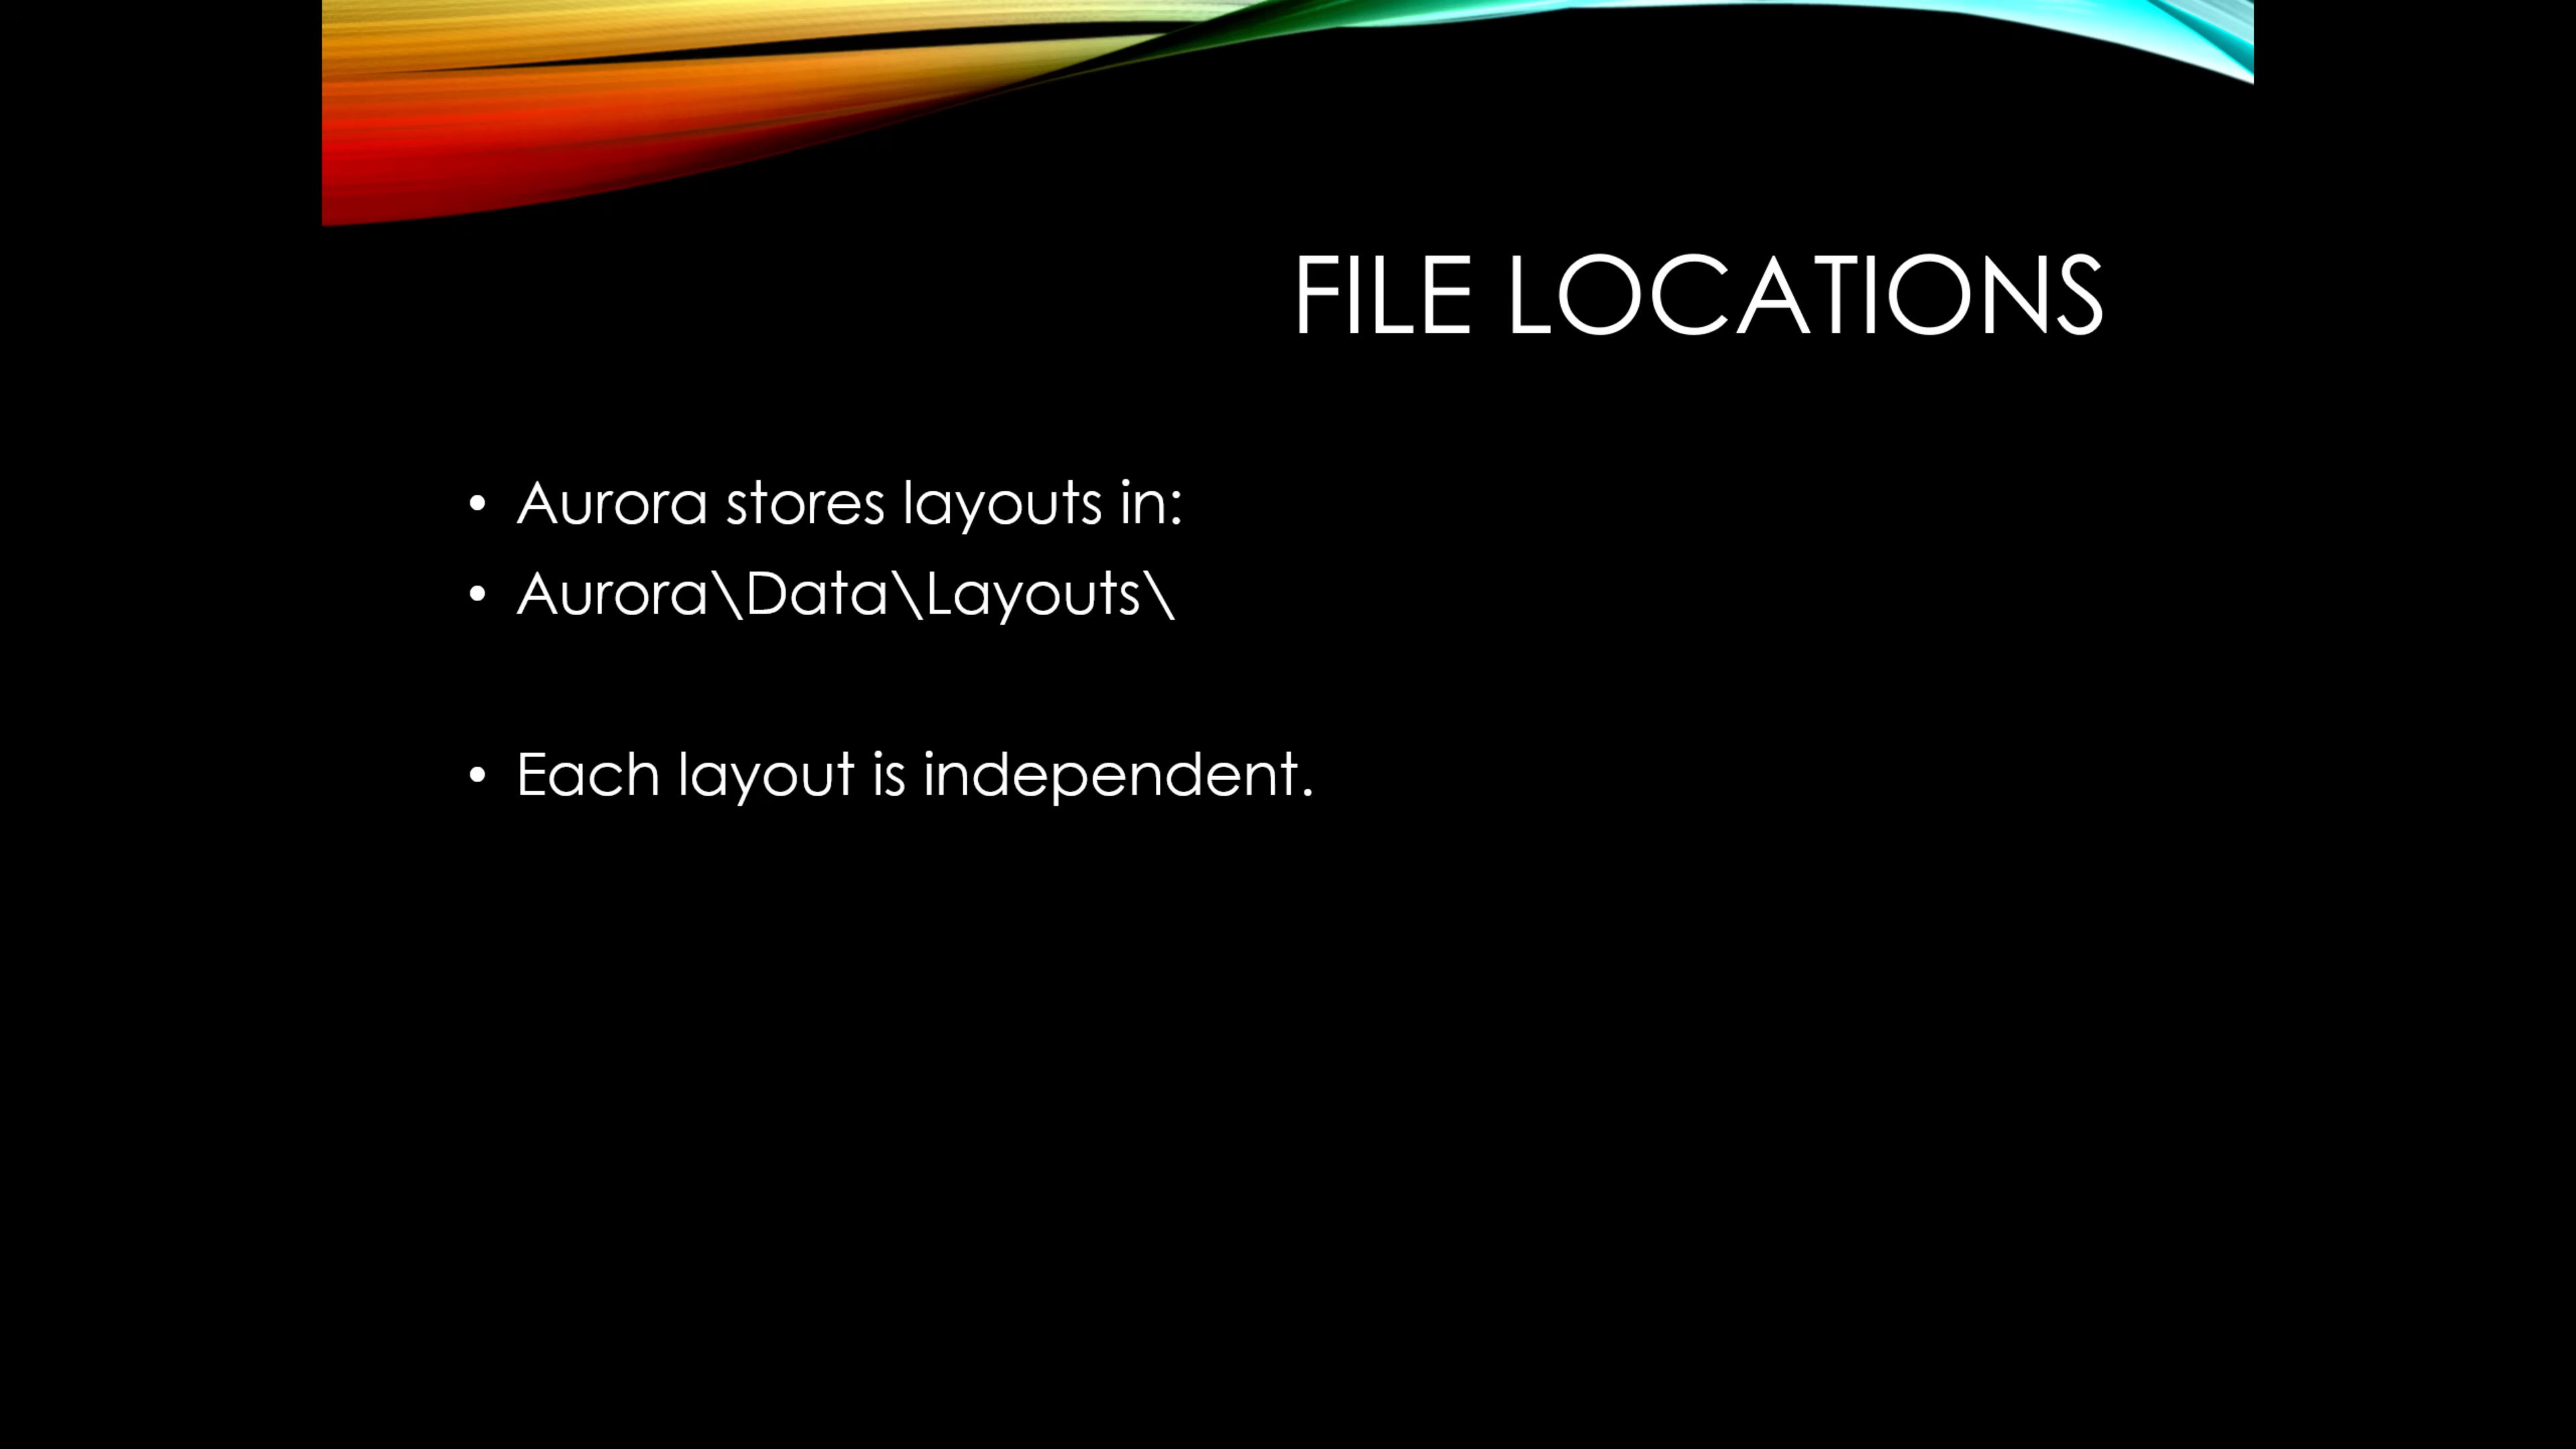 FILE LOCATIONS
• Aurora stores layouts in:
• Aurora\Data\Layouts\
• Each layout is independent.